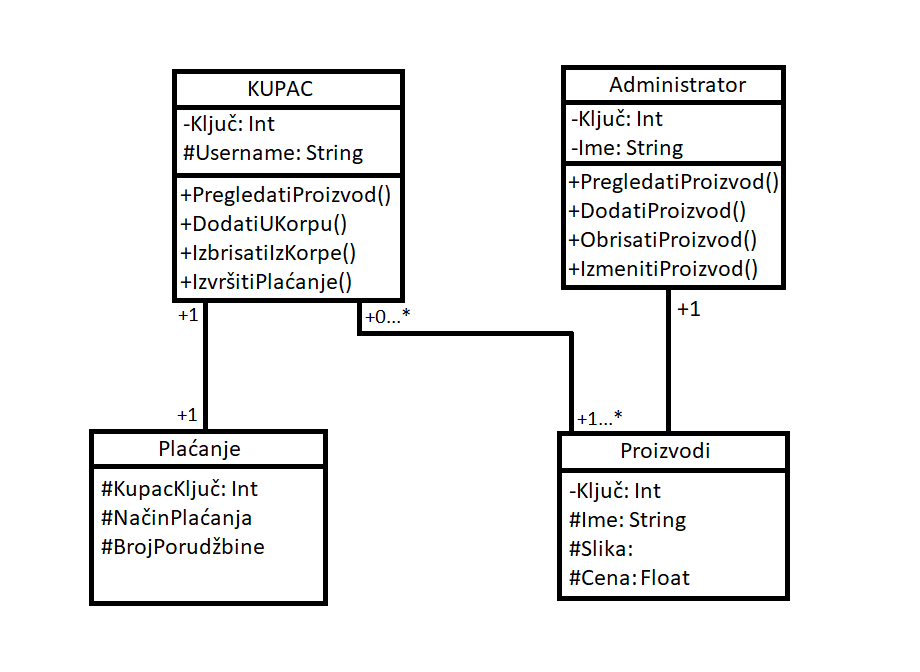 KUPAC
-Ključ: Int
#Username: String
+PregledatiProizvod()
+DodatiUKorpu()
+IzbrisatiIzKorpe()
+IzvršitiPlaćanje()
Administrator
-Ključ: Int
-Ime: String
+PregledatiProizvod()
+DodatiProizvod()
+ObrisatiProizvod()
+IzmenitiProizvod()
+1
+0...*
+1
+1
+1...*
Plaćanje
#KupacKljuč: Int
#NačinPlaćanja
#BrojPorudžbine
Proizvodi
-Ključ: Int
#Ime: String
#Slika:
#Cena: Float